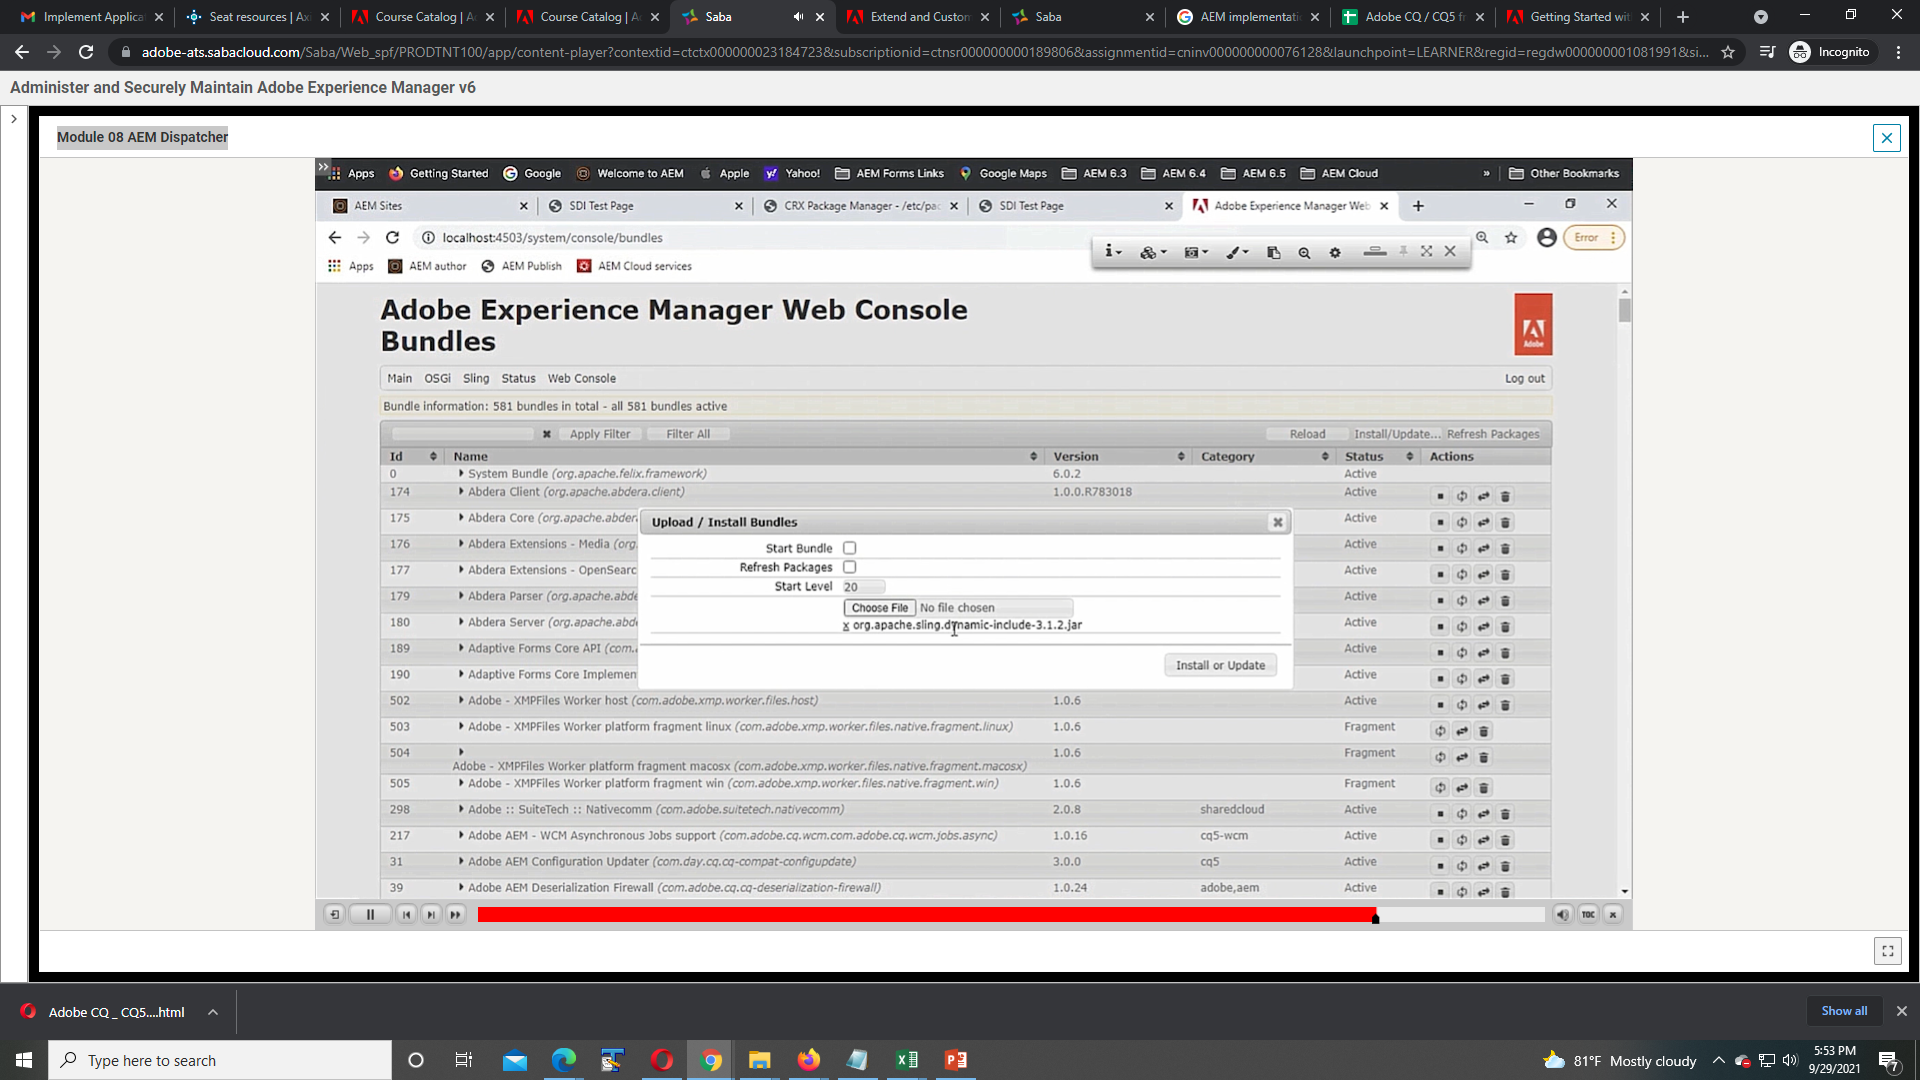 Implement Applica
Seat resources | Ax
Course Catalog | A
Course Catalog | A
Saba
Extend and Custom
Saba
AEM implementati
Adobe CQ / CQ5 f
Getting Started wit
adobe-ats.sabacloud.com/Saba/Web_spf/PRODTNT100/app/content-player?contextid=ctctx000000023184723&subscriptionid=ctnsr0000000000189806&assignmentid=cninv000000000076128&launchpoint=LEARNER&regid=regdw000000001081991&si...
Incognito
Administer and Securely Maintain Adobe Experience Manager v6
Module 08 AEM Dispatcher
Apps Getting Started Google Welcome to AEM Apple Yahoo! AEM Forms Links Google Maps AEM 6.3 AEM 6.4 AEM 6.5 AEM Cloud » Other Bookmarks
AEM Sites
SDI Test Page
CRX Package Manager - /etc/pac
SDI Test Page
Adobe Experience Manager Web
localhost:4503/system/console/bundles
Error
Apps AEM author AEM Publish AEM Cloud services
Adobe Experience Manager Web Console
Bundles
Adobe
Main OSGi Sling Status Web Console Log out
Bundle information: 581 bundles in total - all 581 bundles active
Apply Filter Filter All Reload Install/Update... Refresh Packages
Id Name Version Category Status Actions
0 System Bundle (org.apache.felix.framework) 6.0.2 Active
174 Abdera Client (org.apache.abdera.client) 1.0.0.R783018 Active
175 Abdera Core (org.apache.abder Active
176 Abdera Extensions - Media (org. Active
177 Abdera Extensions - OpenSearc Active
179 Abdera Parser (org.apache.abde Active
180 Abdera Server (org.apache.abde Active
189 Adaptive Forms Core API (com. Active
190 Adaptive Forms Core Implemen Active
Upload / Install Bundles
Start Bundle
Refresh Packages
Start Level 20
Choose File No file chosen
x org.apache.sling.dynamic-include-3.1.2.jar
Install or Update
502 Adobe - XMPFiles Worker host (com.adobe.xmp.worker.files.host) 1.0.6 Active
503 Adobe - XMPFiles Worker platform fragment linux (com.adobe.xmp.worker.files.native.fragment.linux) 1.0.6 Fragment
504 1.0.6 Fragment
Adobe - XMPFiles Worker platform fragment macosx (com.adobe.xmp.worker.files.native.fragment.macosx)
505 Adobe - XMPFiles Worker platform fragment win (com.adobe.xmp.worker.files.native.fragment.win) 1.0.6 Fragment
298 Adobe :: SuiteTech :: Nativecomm (com.adobe.suitetech.nativecomm) 2.0.8 sharedcloud Active
217 Adobe AEM - WCM Asynchronous Jobs support (com.adobe.cq.wcm.com.adobe.cq.wcm.jobs.async) 1.0.16 cq5-wcm Active
31 Adobe AEM Configuration Updater (com.day.cq.cq-compat-configupdate) 3.0.0 cq5 Active
39 Adobe AEM Deserialization Firewall (com.adobe.cq.cq-deserialization-firewall) 1.0.24 adobe,aem Active
TOC
Adobe CQ _ CQ5....html
Show all
Type here to search
81°F Mostly cloudy
5:53 PM
9/29/2021
7